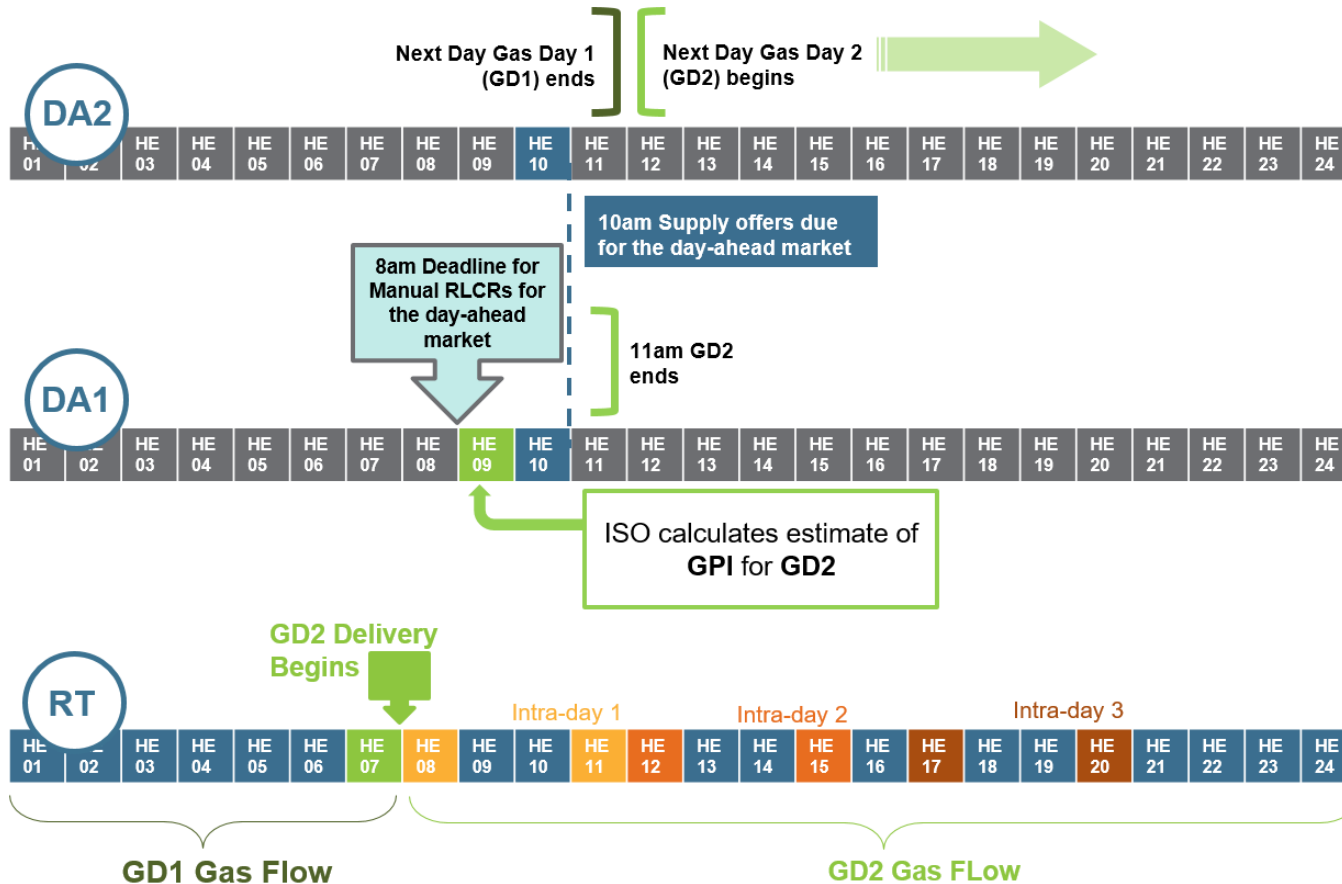 Next Day Gas Day 1
(GD1) ends
Next Day Gas Day 2
(GD2) begins
DA2
HE HE HE HE HE HE HE HE HE HE HE HE HE HE HE HE HE HE HE HE HE HE
01 02 03 04 05 06 07 08 09 10 11 12 13 14 15 16 17 18 19 20 21 22 23 24
10am Supply offers due
for the day-ahead market
8am Deadline for
Manual RLCRs for
the day-ahead
market
11am GD2
ends
DA1
HE HE HE HE HE HE HE HE HE HE HE HE HE HE HE HE HE HE HE HE HE HE HE HE
01 02 03 04 05 06 07 08 09 10 11 12 13 14 15 16 17 18 19 20 21 22 23 24
ISO calculates estimate of
GPI for GD2
GD2 Delivery
Begins
RT
Intra-day 1
Intra-day 2
Intra-day 3
HE HE HE HE HE HE HE HE HE HE HE HE HE HE HE HE HE HE HE HE HE HE HE
01 02 03 04 05 06 07 08 09 10 11 12 13 14 15 16 17 18 19 20 21 22 23 24
GD1 Gas Flow
GD2 Gas FLow